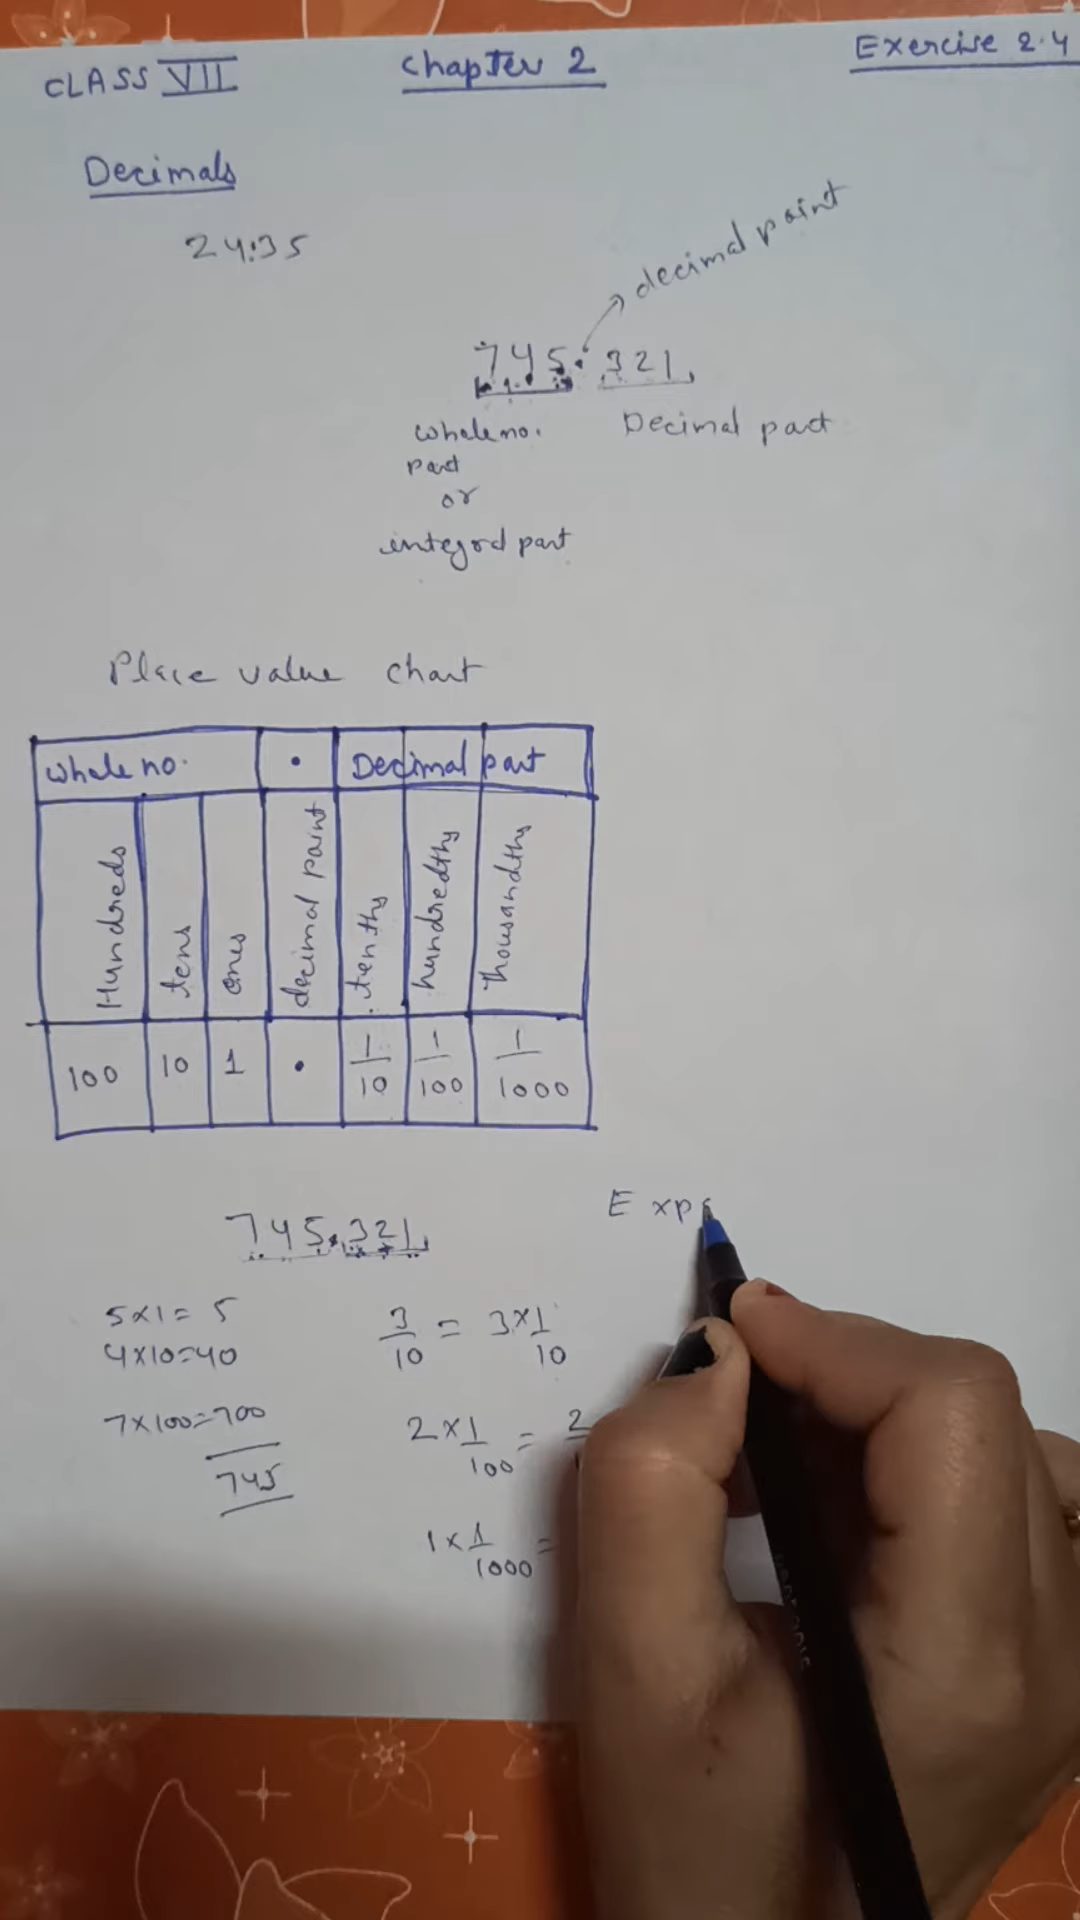 CLASS VII Chapter 2 Exercise 2.4
Decimals
24.35
decimal point
745.321
Whole no. Decimal part
part
or
integral part
Place value chart
Whole no. . Decimal part
Hundreds tens ones decimal point tenths hundredths Thousandths
100 10 1 . 1/10 1/100 1/1000
745.321 Exp
5×1= 5 3/10 = 3×1/10
4×10=40
7×100=700 2×1/100 = 2
745
1×1/1000 =